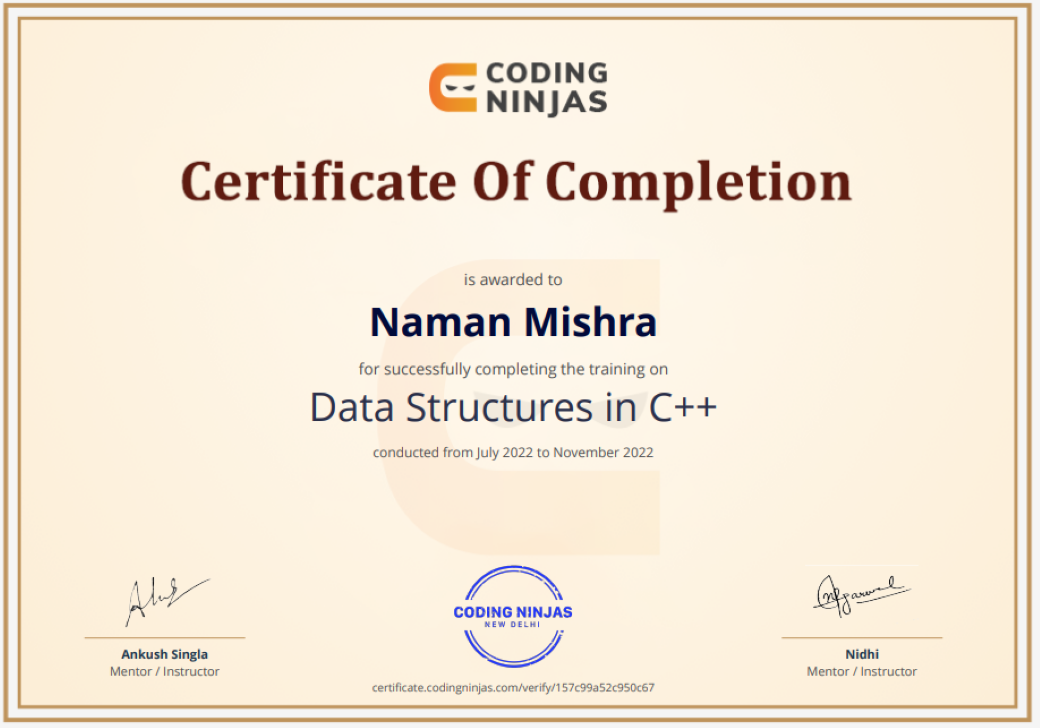 CODING
NINJAS
Certificate Of Completion
is awarded to
Naman Mishra
for successfully completing the training on
Data Structures in C++
conducted from July 2022 to November 2022
CODING NINJAS
NEW DELHI
Ankush Singla
Mentor / Instructor
Nidhi
Mentor / Instructor
certificate.codingninjas.com/verify/157c99a52c950c67